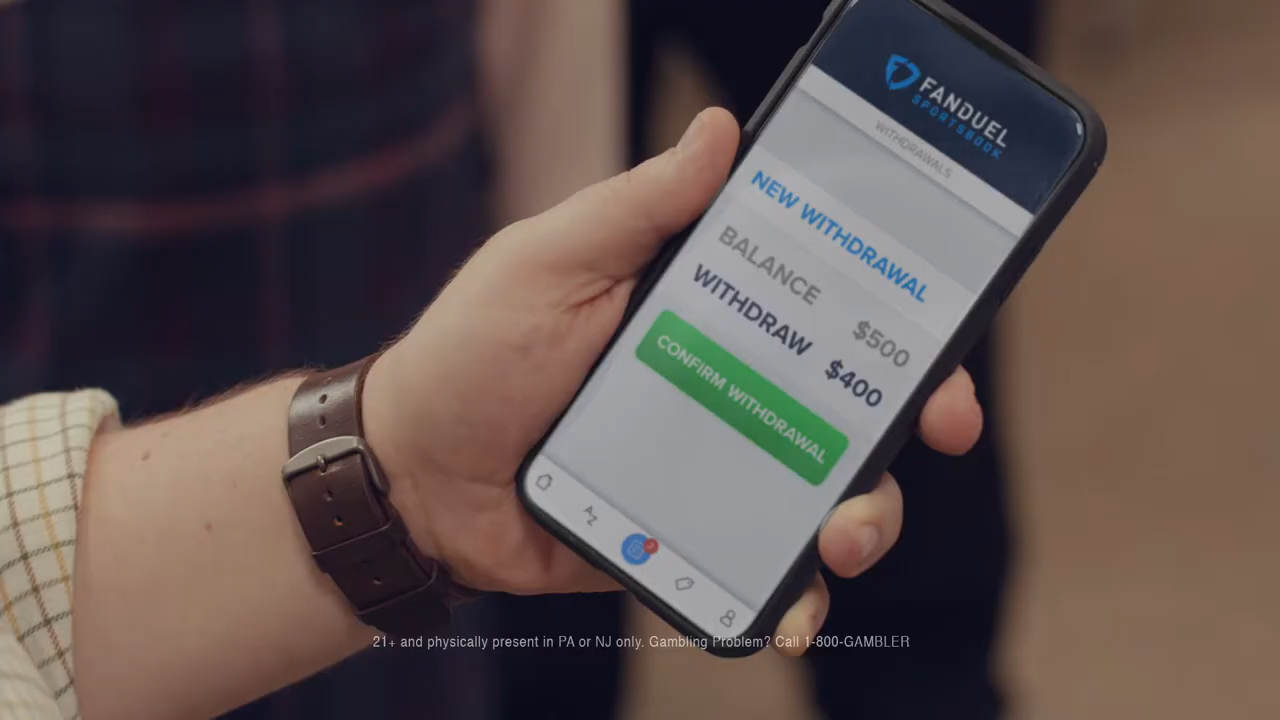 FANDUEL
SPORTSBOOK
WITHDRAWALS
NEW WITHDRAWAL
BALANCE $500
WITHDRAW $400
CONFIRM WITHDRAWAL
A
Z
21+ and physically present in PA or NJ only. Gambling Problem? Call 1-800-GAMBLER